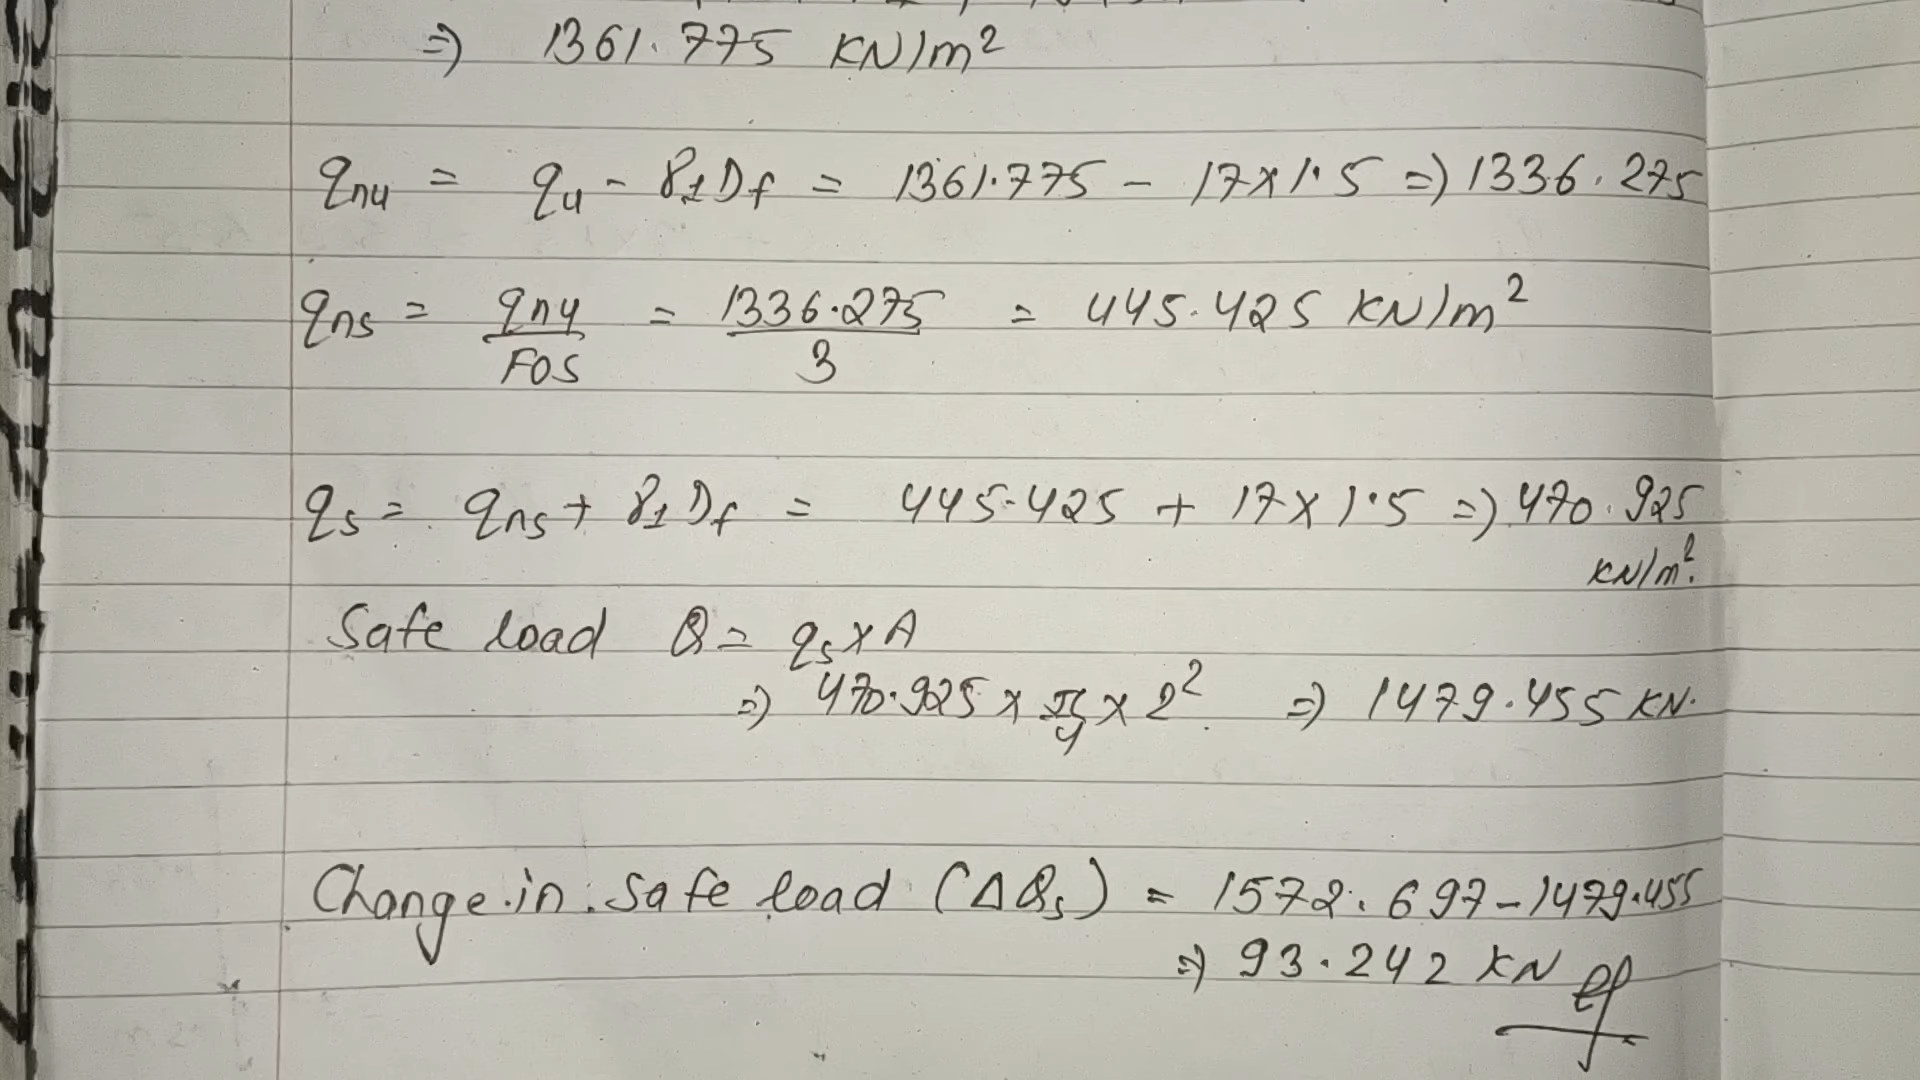 ⇒ 1361.775 KN/m²
qnu = qu - γ1Df = 1361.775 - 17×1.5 ⇒ 1336.275
qns = qnu/FOS = 1336.275/3 = 445.425 KN/m²
qs = qns + γ1Df = 445.425 + 17×1.5 ⇒ 470.925
KN/m².
Safe load Q = qs×A
⇒ 470.925 × π/4 × 2² ⇒ 1479.455 KN.
Change in safe load (ΔQs) = 1572.697-1479.455
⇒ 93.242 KN